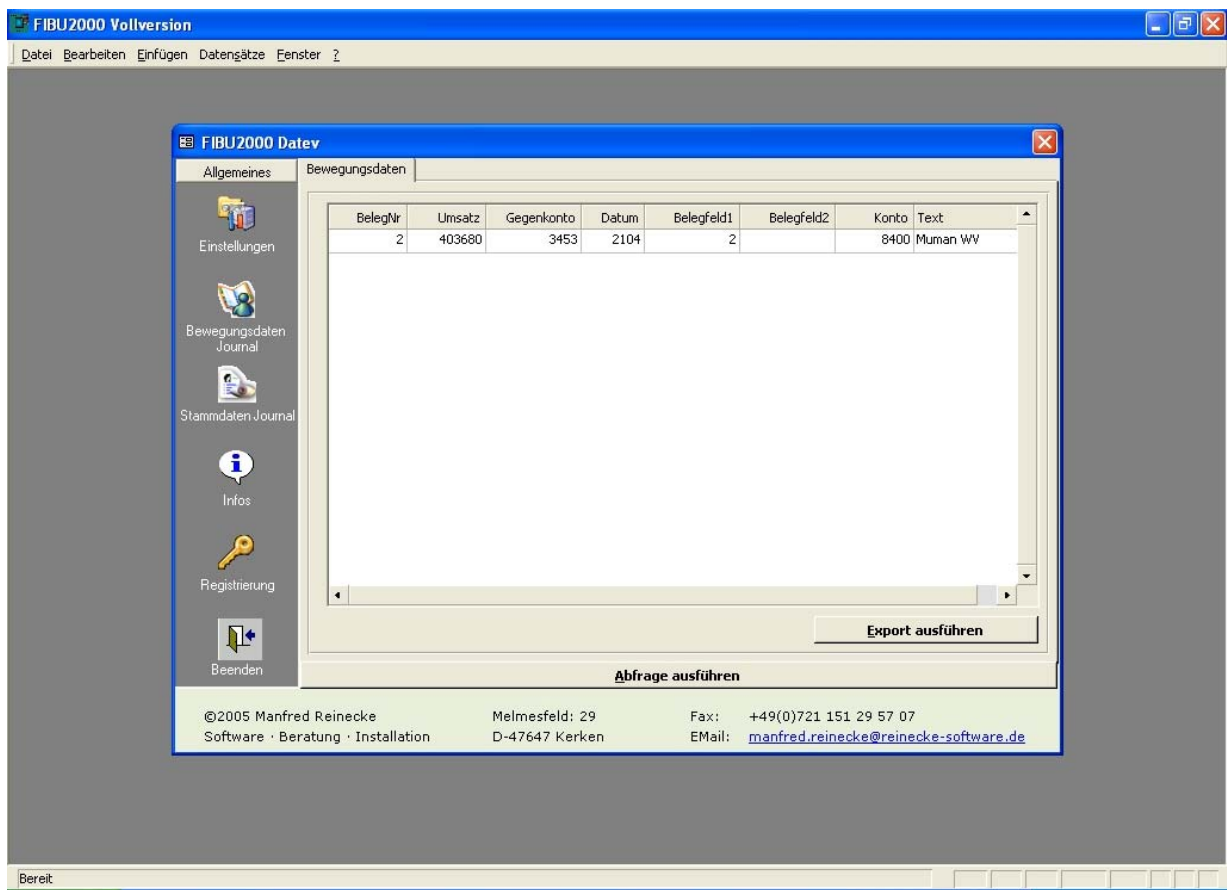 FIBU2000 Vollversion
Datei Bearbeiten Einfügen Datensätze Fenster ?
FIBU2000 Datev
Allgemeines
Einstellungen
Bewegungsdaten
Journal
Stammdaten Journal
Infos
Registrierung
Beenden
Bewegungsdaten
BelegNr Umsatz Gegenkonto Datum Belegfeld1 Belegfeld2 Konto Text
2 403680 3453 2104 2 8400 Muman WV
Export ausführen
Abfrage ausführen
©2005 Manfred Reinecke Melmesfeld: 29 Fax: +49(0)721 151 29 57 07
Software · Beratung · Installation D-47647 Kerken EMail: manfred.reinecke@reinecke-software.de
Bereit